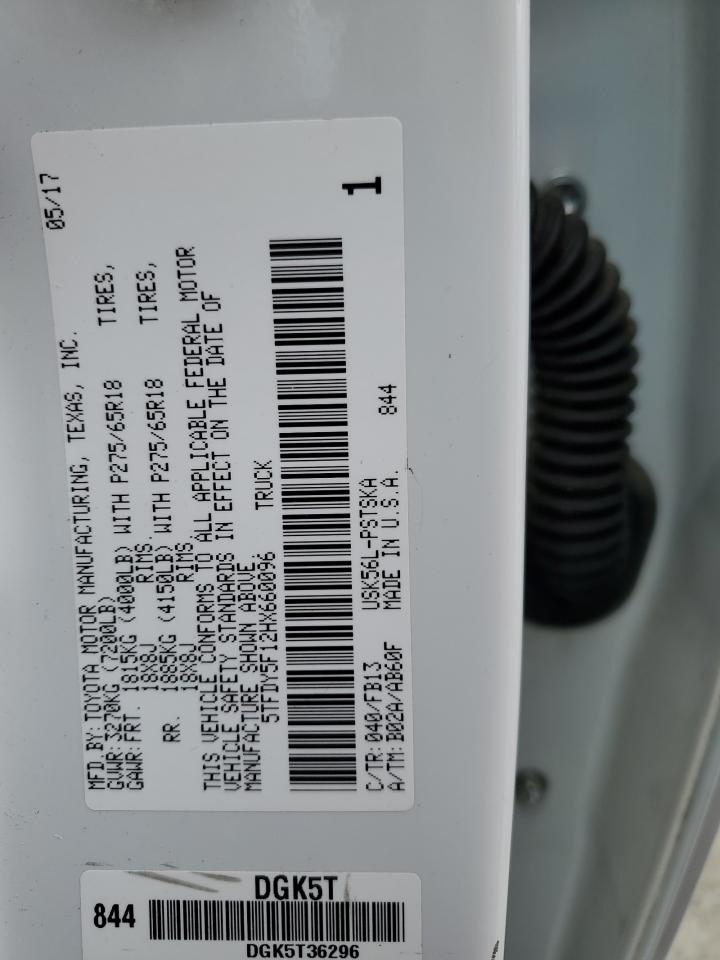 MFD.BY:TOYOTA MOTOR MANUFACTURING, TEXAS, INC. 05/17
GVWR:3270KG (7200LB)
GAWR:FRT. 1815KG (4000LB) WITH P275/65R18 TIRES,
18X8J RIMS.
RR. 1885KG (4150LB) WITH P275/65R18 TIRES,
18X8J RIMS.
THIS VEHICLE CONFORMS TO ALL APPLICABLE FEDERAL MOTOR
VEHICLE SAFETY STANDARDS IN EFFECT ON THE DATE OF
MANUFACTURE SHOWN ABOVE.
5TFDY5F12HX660096 TRUCK
1
C/TR:040/FB13 USK56L-PSTSKA
A/TM:B02A/AB60F MADE IN U.S.A. 844
DGK5T
844
DGK5T36296